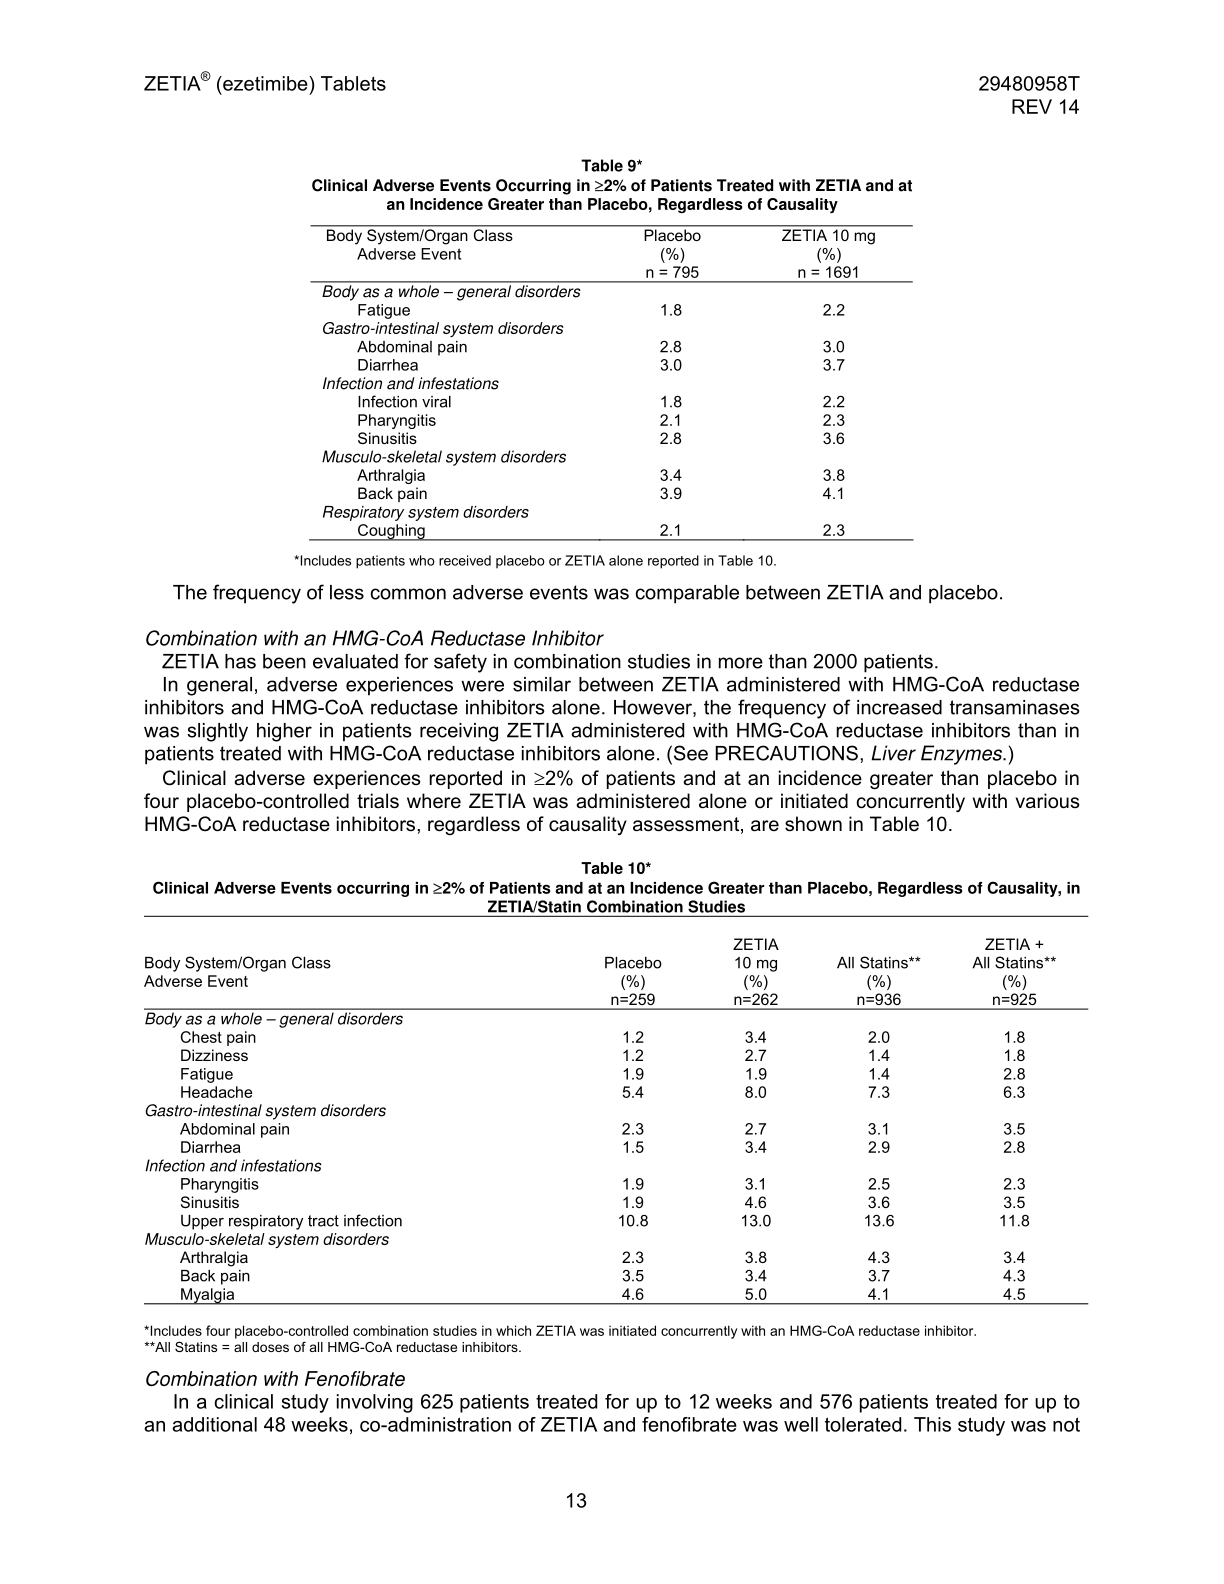 ZETIA® (ezetimibe) Tablets 29480958T
REV 14
Table 9*
Clinical Adverse Events Occurring in ≥2% of Patients Treated with ZETIA and at
an Incidence Greater than Placebo, Regardless of Causality
Body System/Organ Class Placebo ZETIA 10 mg
Adverse Event (%) (%)
n = 795 n = 1691
Body as a whole – general disorders
Fatigue 1.8 2.2
Gastro-intestinal system disorders
Abdominal pain 2.8 3.0
Diarrhea 3.0 3.7
Infection and infestations
Infection viral 1.8 2.2
Pharyngitis 2.1 2.3
Sinusitis 2.8 3.6
Musculo-skeletal system disorders
Arthralgia 3.4 3.8
Back pain 3.9 4.1
Respiratory system disorders
Coughing 2.1 2.3
*Includes patients who received placebo or ZETIA alone reported in Table 10.
The frequency of less common adverse events was comparable between ZETIA and placebo.
Combination with an HMG-CoA Reductase Inhibitor
ZETIA has been evaluated for safety in combination studies in more than 2000 patients.
In general, adverse experiences were similar between ZETIA administered with HMG-CoA reductase
inhibitors and HMG-CoA reductase inhibitors alone. However, the frequency of increased transaminases
was slightly higher in patients receiving ZETIA administered with HMG-CoA reductase inhibitors than in
patients treated with HMG-CoA reductase inhibitors alone. (See PRECAUTIONS, Liver Enzymes.)
Clinical adverse experiences reported in ≥2% of patients and at an incidence greater than placebo in
four placebo-controlled trials where ZETIA was administered alone or initiated concurrently with various
HMG-CoA reductase inhibitors, regardless of causality assessment, are shown in Table 10.
Table 10*
Clinical Adverse Events occurring in ≥2% of Patients and at an Incidence Greater than Placebo, Regardless of Causality, in
ZETIA/Statin Combination Studies
ZETIA ZETIA +
Body System/Organ Class Placebo 10 mg All Statins** All Statins**
Adverse Event (%) (%) (%) (%)
n=259 n=262 n=936 n=925
Body as a whole – general disorders
Chest pain 1.2 3.4 2.0 1.8
Dizziness 1.2 2.7 1.4 1.8
Fatigue 1.9 1.9 1.4 2.8
Headache 5.4 8.0 7.3 6.3
Gastro-intestinal system disorders
Abdominal pain 2.3 2.7 3.1 3.5
Diarrhea 1.5 3.4 2.9 2.8
Infection and infestations
Pharyngitis 1.9 3.1 2.5 2.3
Sinusitis 1.9 4.6 3.6 3.5
Upper respiratory tract infection 10.8 13.0 13.6 11.8
Musculo-skeletal system disorders
Arthralgia 2.3 3.8 4.3 3.4
Back pain 3.5 3.4 3.7 4.3
Myalgia 4.6 5.0 4.1 4.5
*Includes four placebo-controlled combination studies in which ZETIA was initiated concurrently with an HMG-CoA reductase inhibitor.
**All Statins = all doses of all HMG-CoA reductase inhibitors.
Combination with Fenofibrate
In a clinical study involving 625 patients treated for up to 12 weeks and 576 patients treated for up to
an additional 48 weeks, co-administration of ZETIA and fenofibrate was well tolerated. This study was not
13